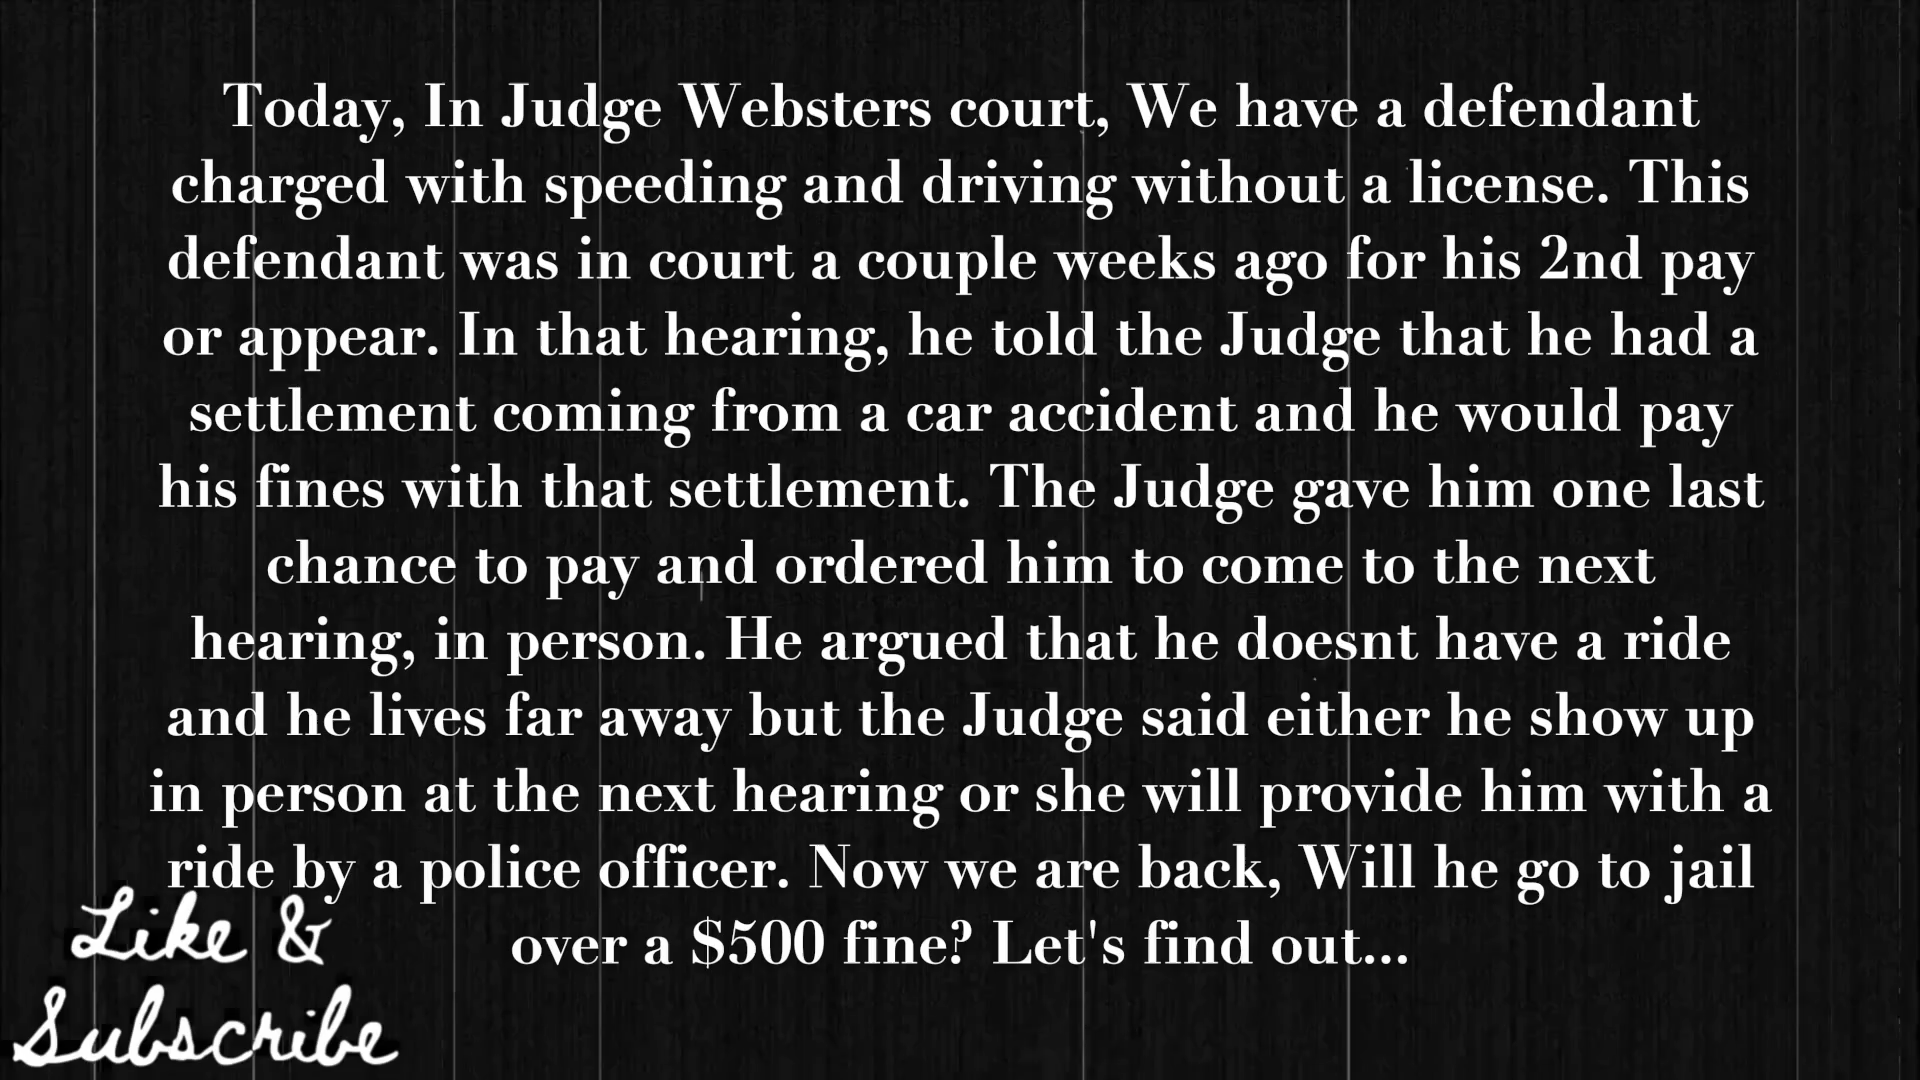 Today, In Judge Websters court, We have a defendant
charged with speeding and driving without a license. This
defendant was in court a couple weeks ago for his 2nd pay
or appear. In that hearing, he told the Judge that he had a
settlement coming from a car accident and he would pay
his fines with that settlement. The Judge gave him one last
chance to pay and ordered him to come to the next
hearing, in person. He argued that he doesnt have a ride
and he lives far away but the Judge said either he show up
in person at the next hearing or she will provide him with a
ride by a police officer. Now we are back, Will he go to jail
over a $500 fine? Let's find out...
Like &
Subscribe